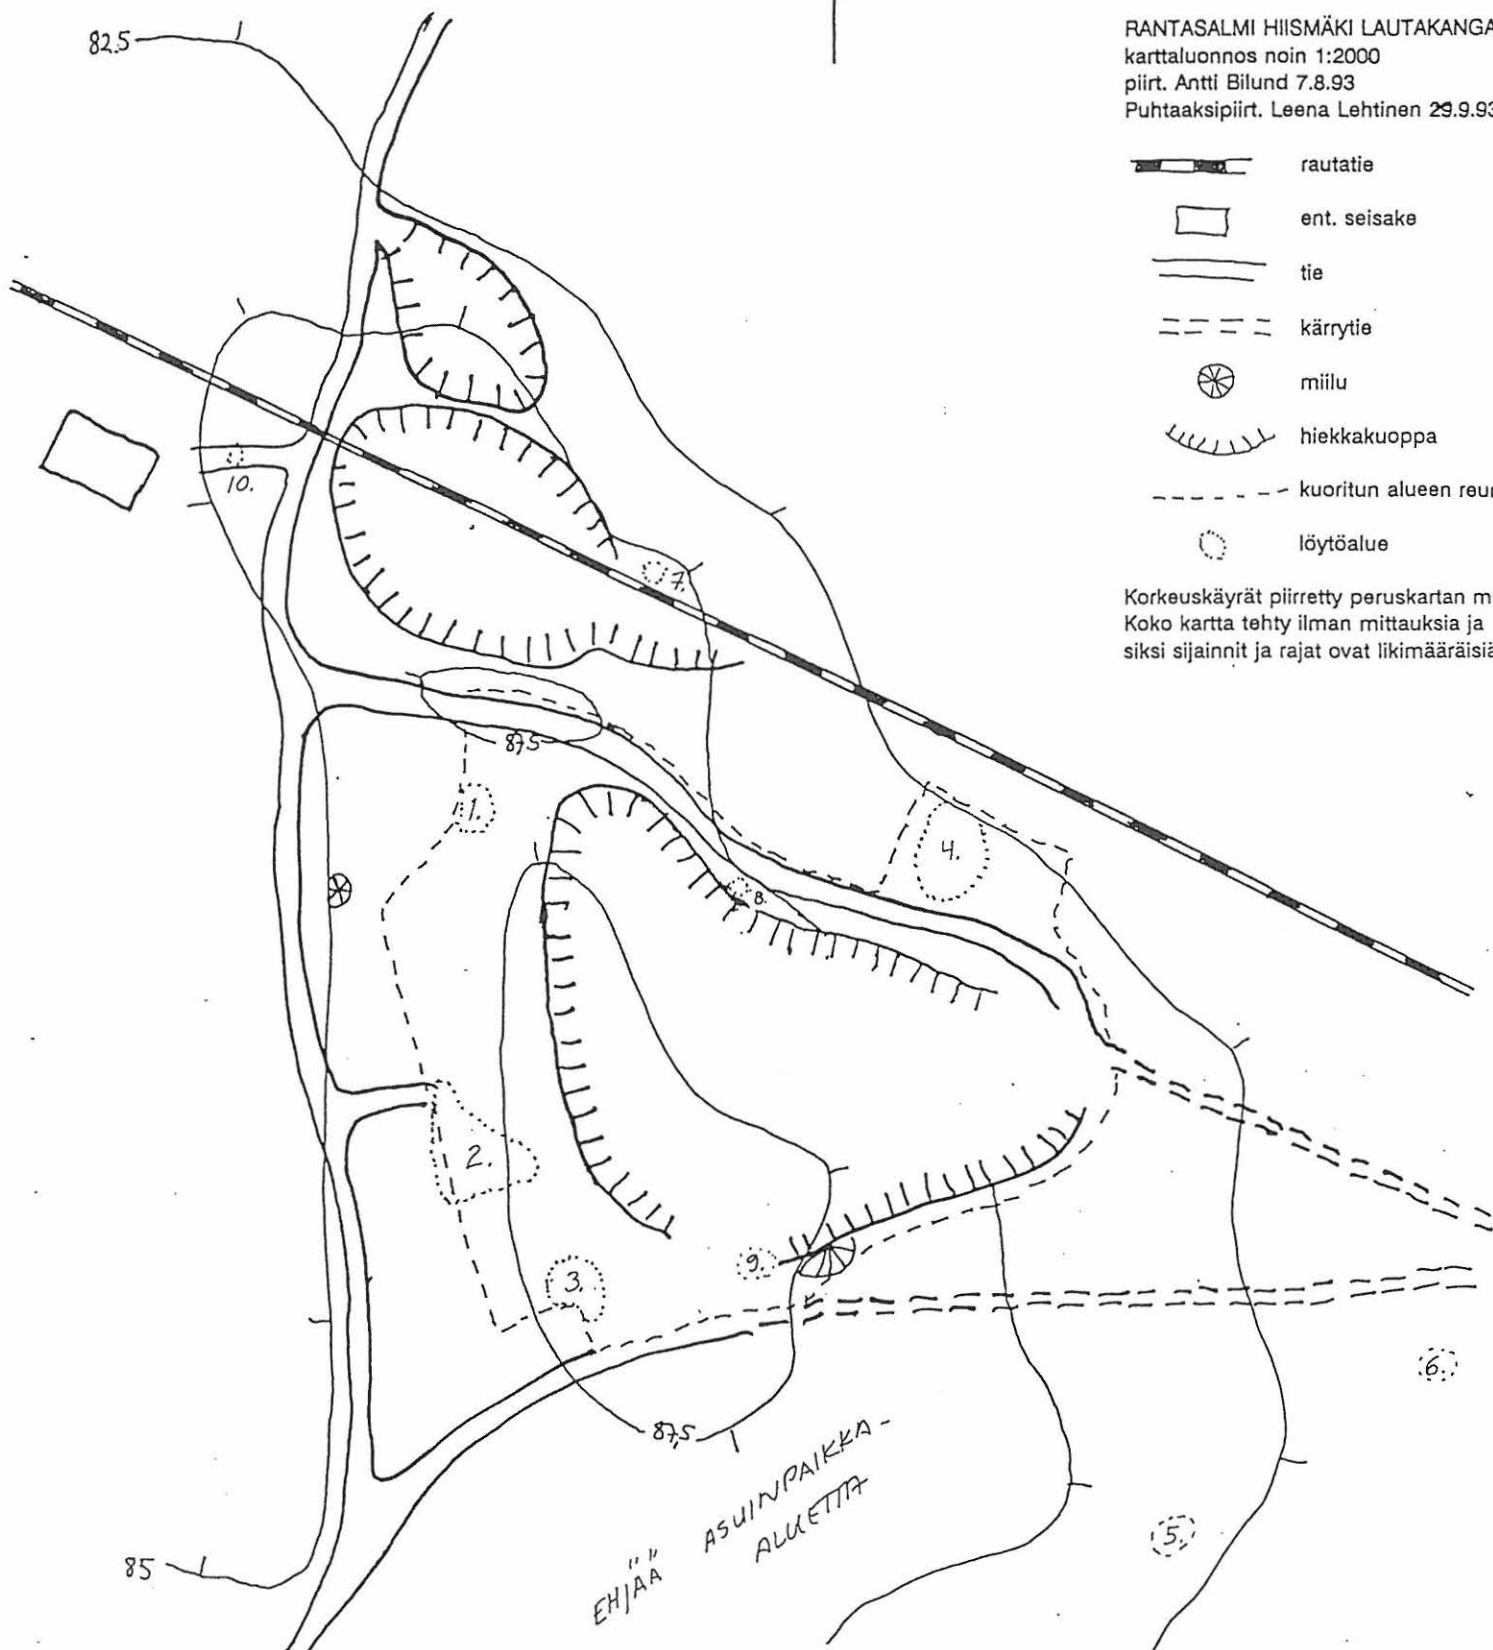 RANTASALMI HIISMÄKI LAUTAKANGA
karttaluonnos noin 1:2000
piirt. Antti Bilund 7.8.93
Puhtaaksipiirt. Leena Lehtinen 29.9.93
rautatie
ent. seisake
tie
kärrytie
miilu
hiekkakuoppa
kuoritun alueen reu
löytöalue
Korkeuskäyrät piirretty peruskartan m
Koko kartta tehty ilman mittauksia ja
siksi sijainnit ja rajat ovat likimääräisiä
82.5
10.
7.
87,5
1.
4.
8.
2.
9.
3.
6.
87,5
5.
85
EHJÄÄ ASUINPAIKKA-
ALUETTA